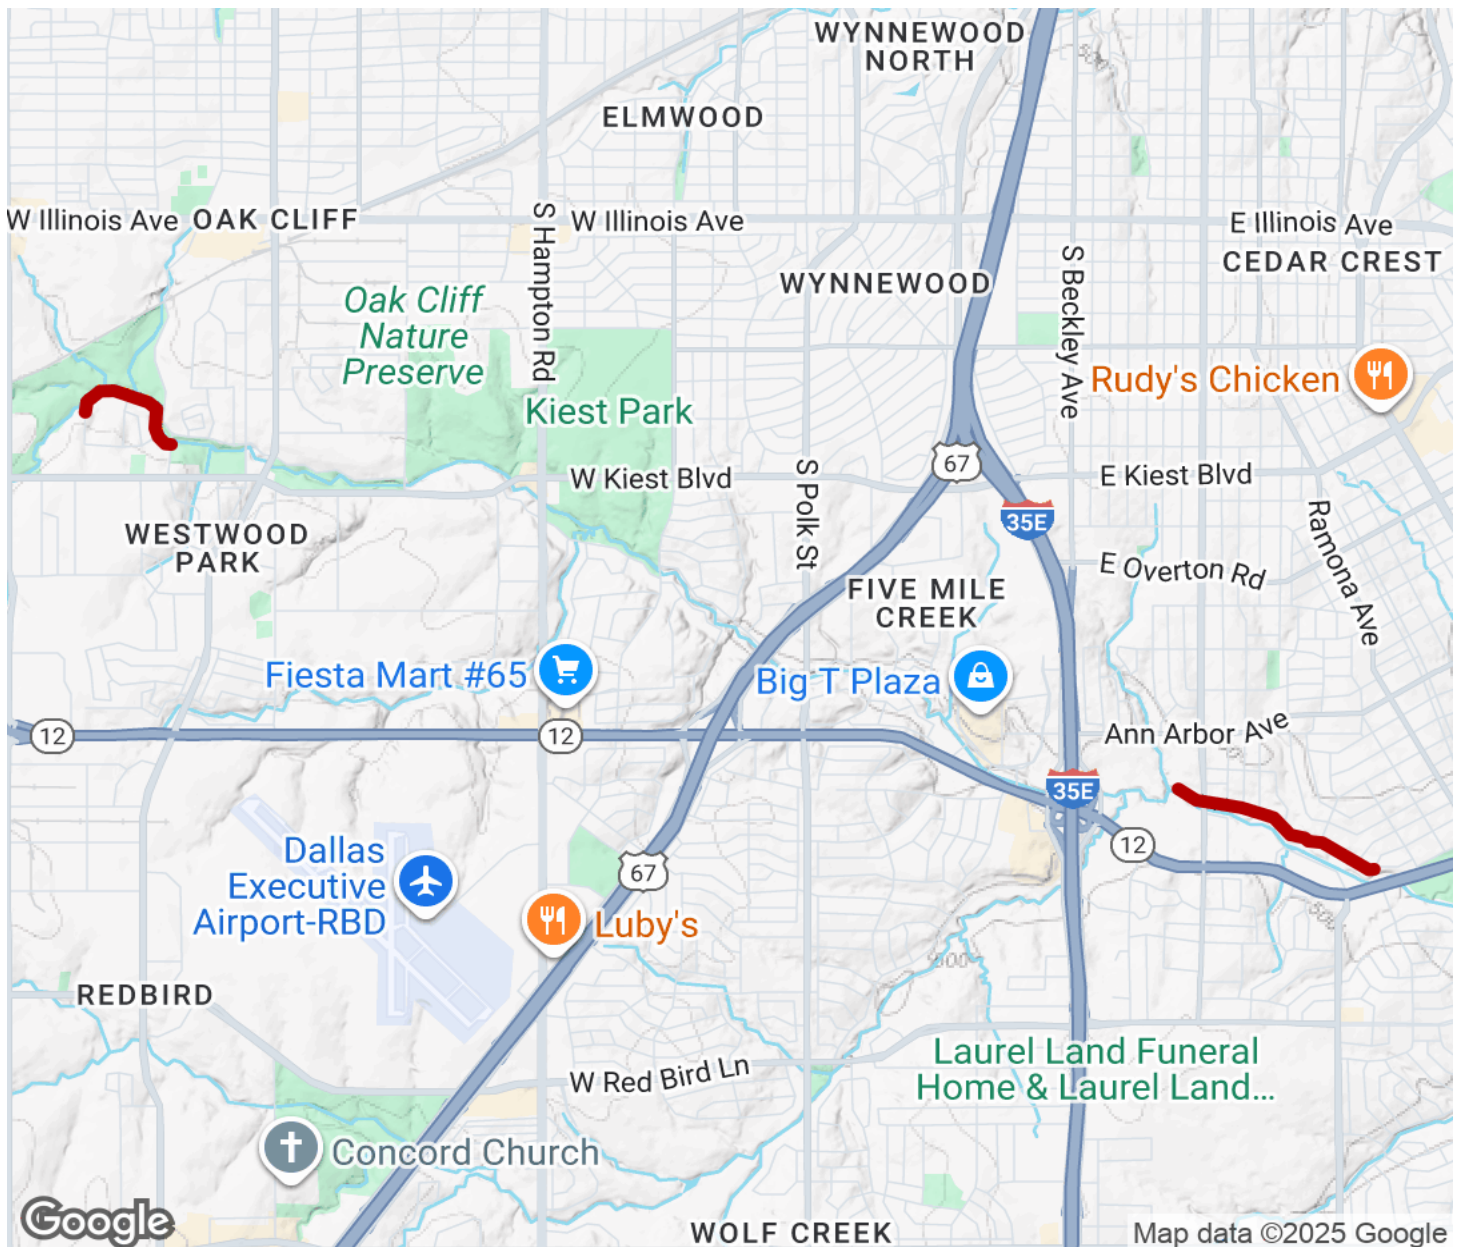 WYNNEWOOD
NORTH
ELMWOOD
W Illinois Ave
OAK CLIFF
S Hampton Rd
W Illinois Ave
E Illinois Ave
CEDAR CREST
WYNNEWOOD
S Beckley Ave
Oak Cliff
Nature
Preserve
Rudy's Chicken
Kiest Park
67
W Kiest Blvd
S Polk St
E Kiest Blvd
35E
Ramona Ave
WESTWOOD
PARK
E Overton Rd
FIVE MILE
CREEK
Fiesta Mart #65
Big T Plaza
12
12
Ann Arbor Ave
35E
12
Dallas
Executive
Airport-RBD
67
Luby's
500
600
REDBIRD
Laurel Land Funeral
Home & Laurel Land...
W Red Bird Ln
Concord Church
Google
WOLF CREEK
Map data ©2025 Google